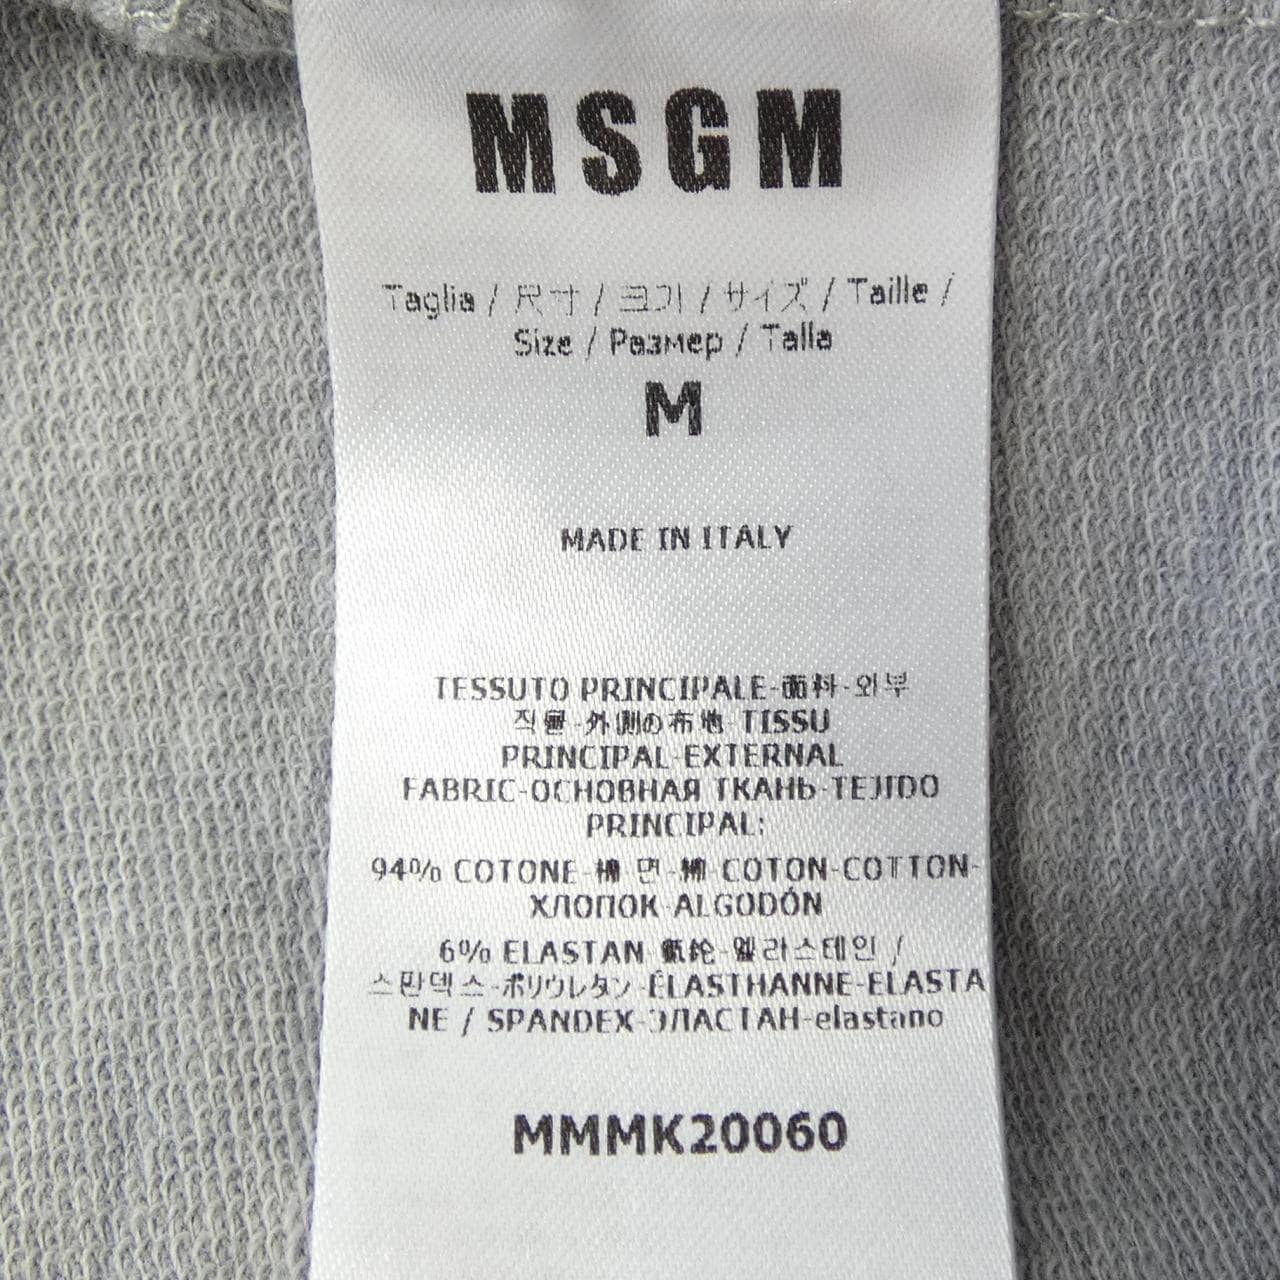 MSGM
Taglia / 尺寸 / 크기 / サイズ / Taille /
Size / Размер / Talla
M
MADE IN ITALY
TESSUTO PRINCIPALE-面料-외부
직물-外側の布地-TISSU
PRINCIPAL-EXTERNAL
FABRIC-ОСНОВНАЯ ТКАНЬ-TEJIDO
PRINCIPAL:
94% COTONE-棉-면-綿-COTON-COTTON-
ХЛОПОК-ALGODÓN
6% ELASTAN-氨纶-엘라스테인 /
스판덱스-ポリウレタン-ÉLASTHANNE-ELASTA
NE / SPANDEX-ЭЛАСТАН-elastano
MMMK20060